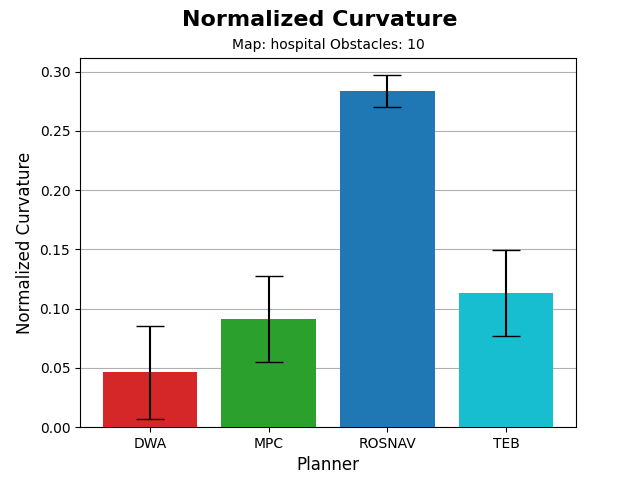 Normalized Curvature
Map: hospital Obstacles: 10
Normalized Curvature
0.30
0.25
0.20
0.15
0.10
0.05
0.00
DWA MPC ROSNAV TEB
Planner